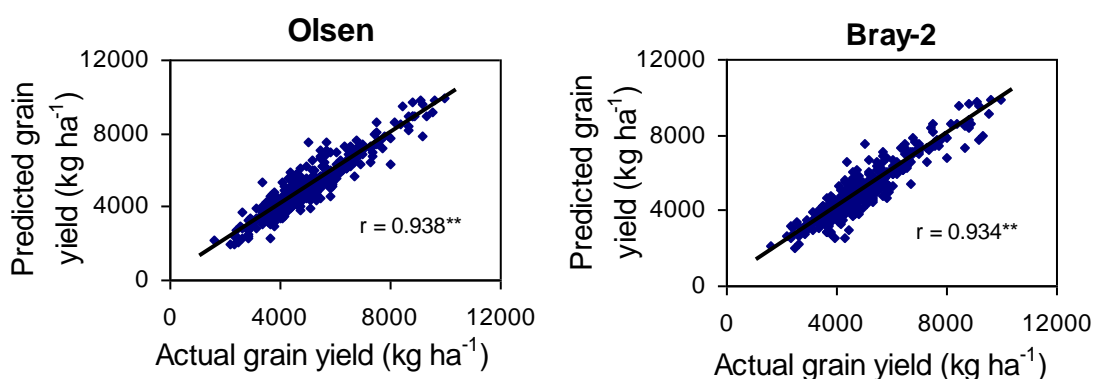 Olsen
Predicted grain
yield (kg ha⁻¹)
12000
8000
4000
0
r = 0.938**
0 4000 8000 12000
Actual grain yield (kg ha⁻¹)
Bray-2
Predicted grain
yield (kg ha⁻¹)
12000
8000
4000
0
r = 0.934**
0 4000 8000 12000
Actual grain yield (kg ha⁻¹)